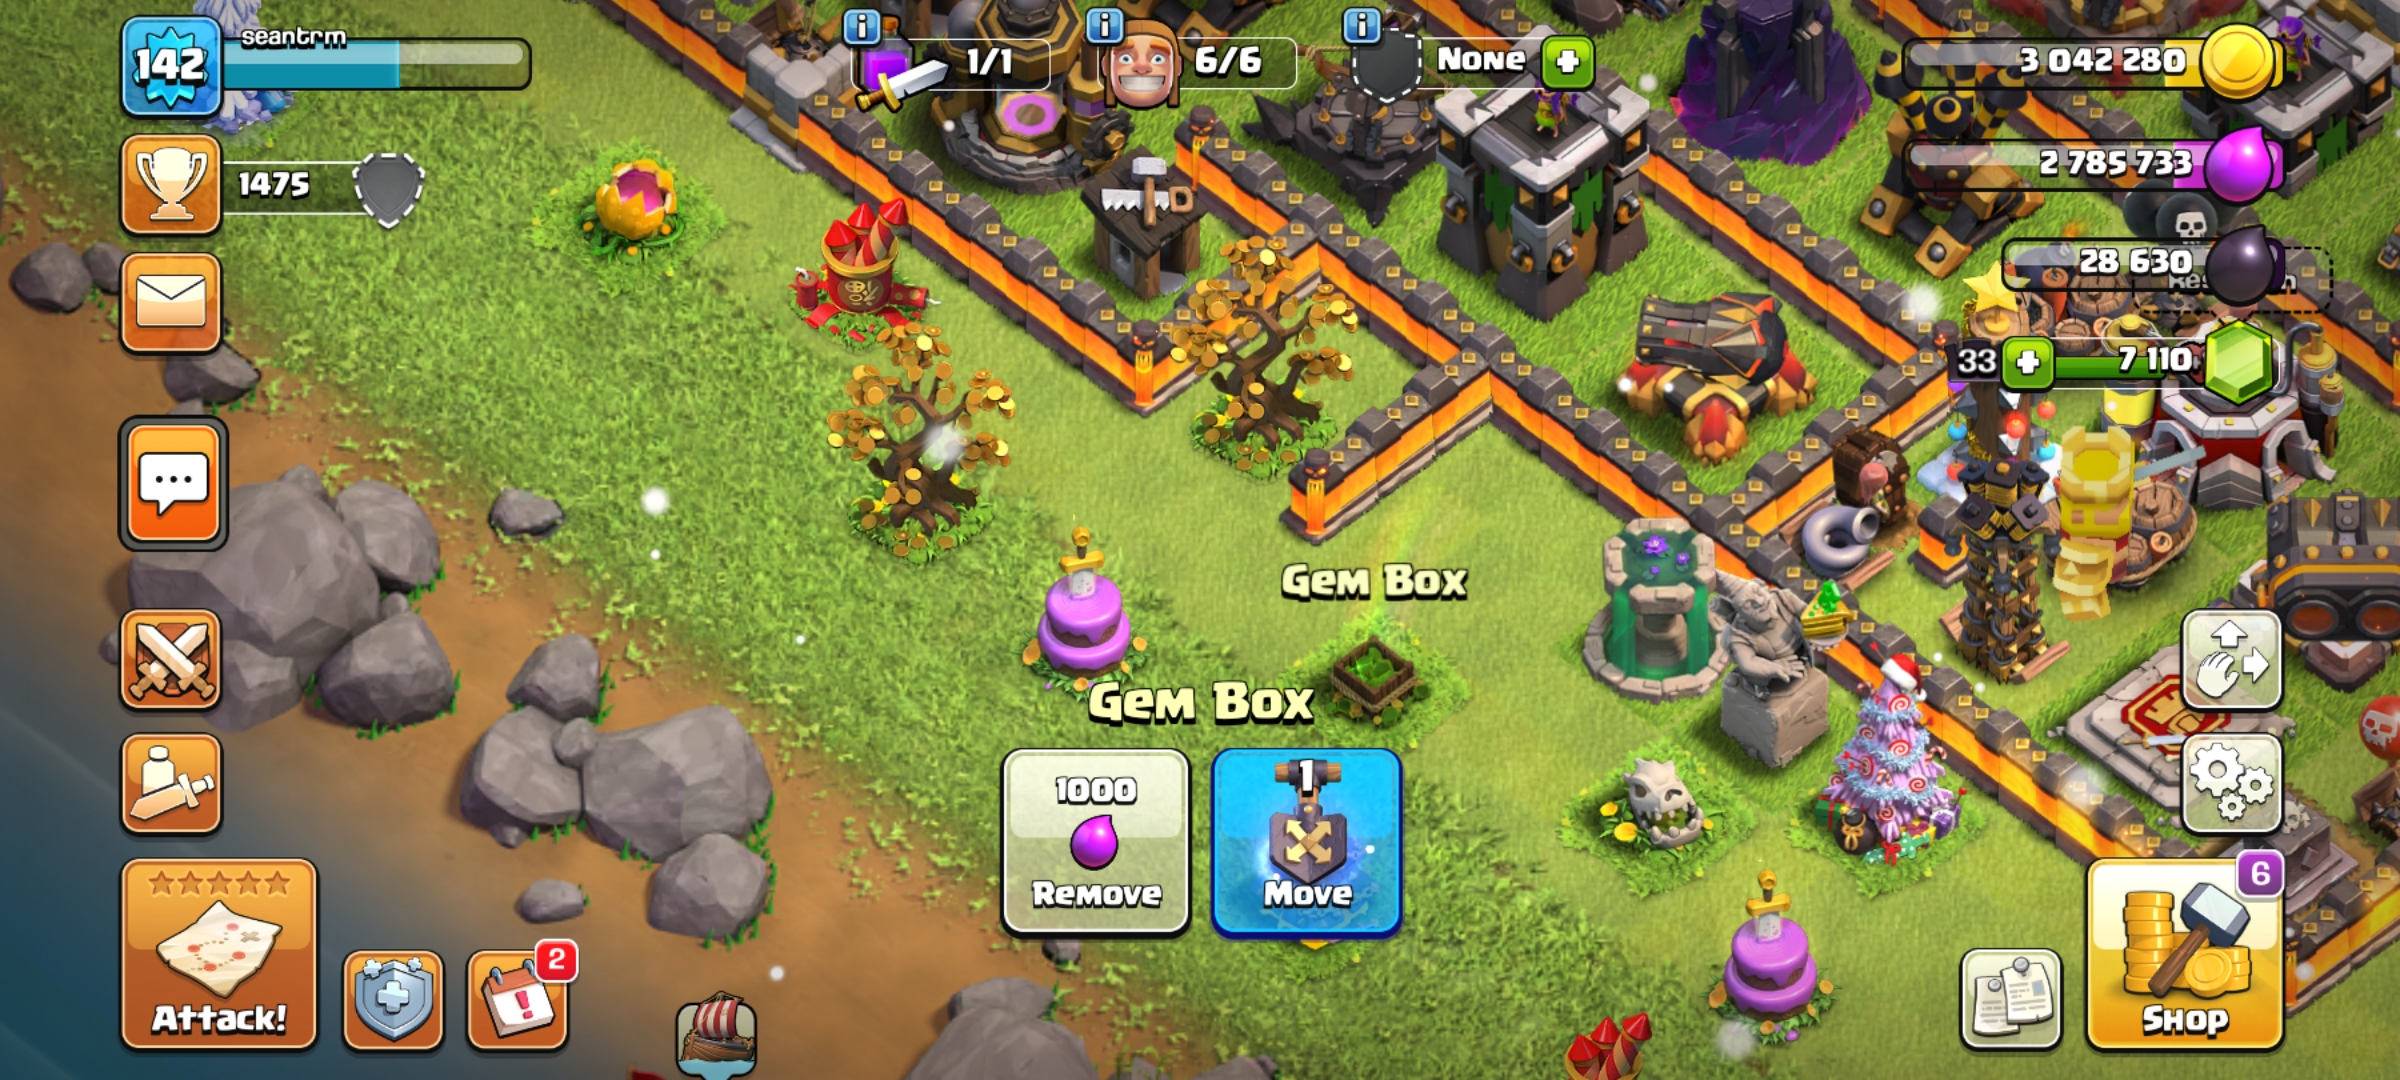 142
seantrm
1/1
6/6
None
3 042 280
1475
2 785 733
28 630
33
7 110
Gem Box
Gem Box
1000
Remove
1
Move
Attack!
2
6
Shop